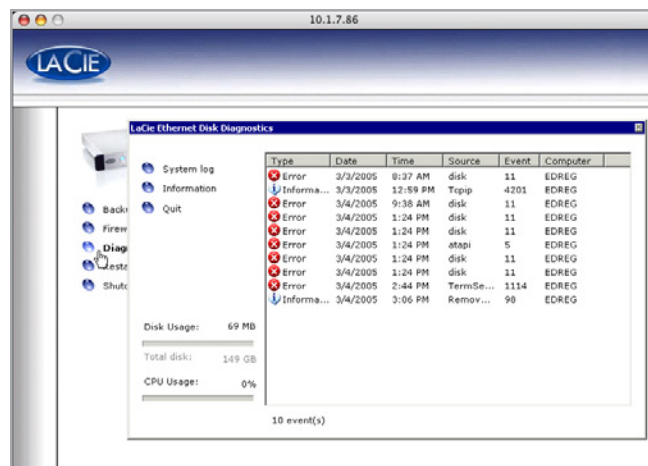 10.1.7.86
LACIE
LaCie Ethernet Disk Diagnostics
System log
Information
Quit
Backu
Firew
Diag
Resta
Shutd
Type Date Time Source Event Computer
Error 3/3/2005 8:37 AM disk 11 EDREG
Informa... 3/3/2005 12:59 PM Tcpip 4201 EDREG
Error 3/4/2005 9:38 AM disk 11 EDREG
Error 3/4/2005 1:24 PM disk 11 EDREG
Error 3/4/2005 1:24 PM disk 11 EDREG
Error 3/4/2005 1:24 PM atapi 5 EDREG
Error 3/4/2005 1:24 PM disk 11 EDREG
Error 3/4/2005 1:24 PM disk 11 EDREG
Error 3/4/2005 2:44 PM TermSe... 1114 EDREG
Informa... 3/4/2005 3:06 PM Remov... 98 EDREG
Disk Usage: 69 MB
Total disk: 149 GB
CPU Usage: 0%
10 event(s)